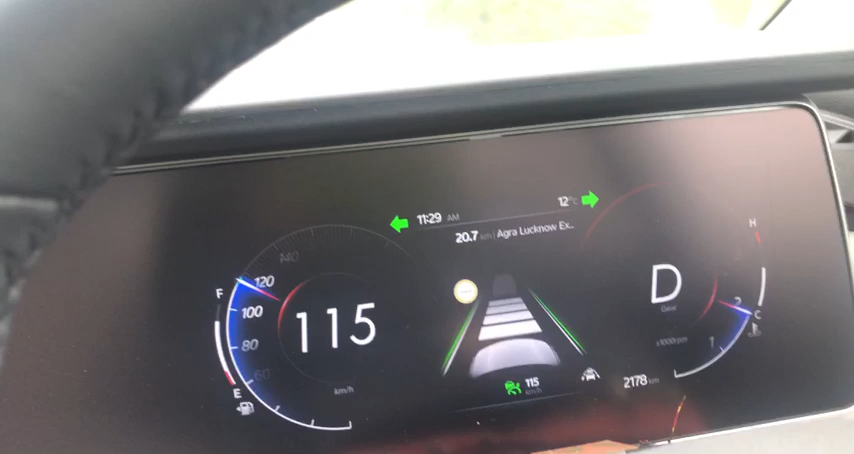 11:29 AM
12°C
20.7 km Agra Lucknow Ex..
140
120
100
80
60
F
E
115
km/h
115
km/h
D
Gear
H
C
2
1
x1000rpm
2178 km